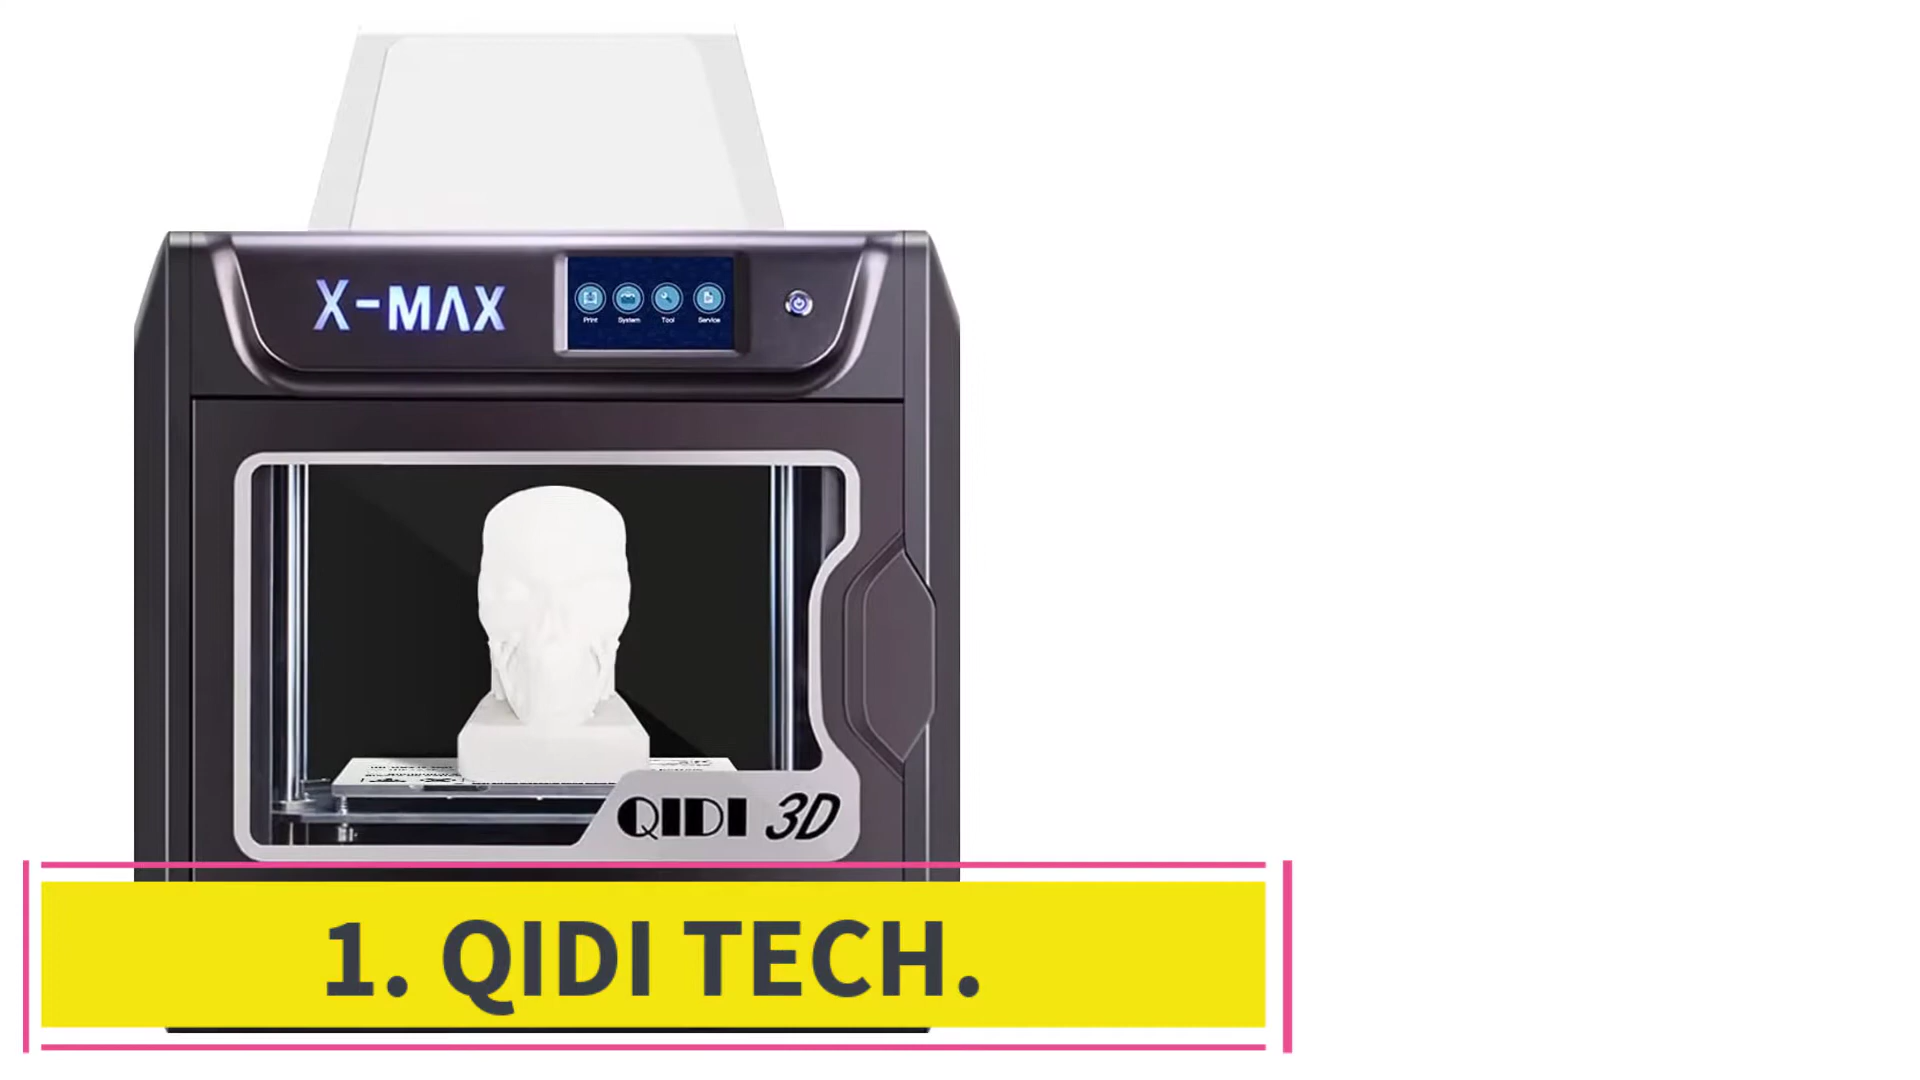 X-MAX
Print System Tool Service
QIDI 3D
1. QIDI TECH.